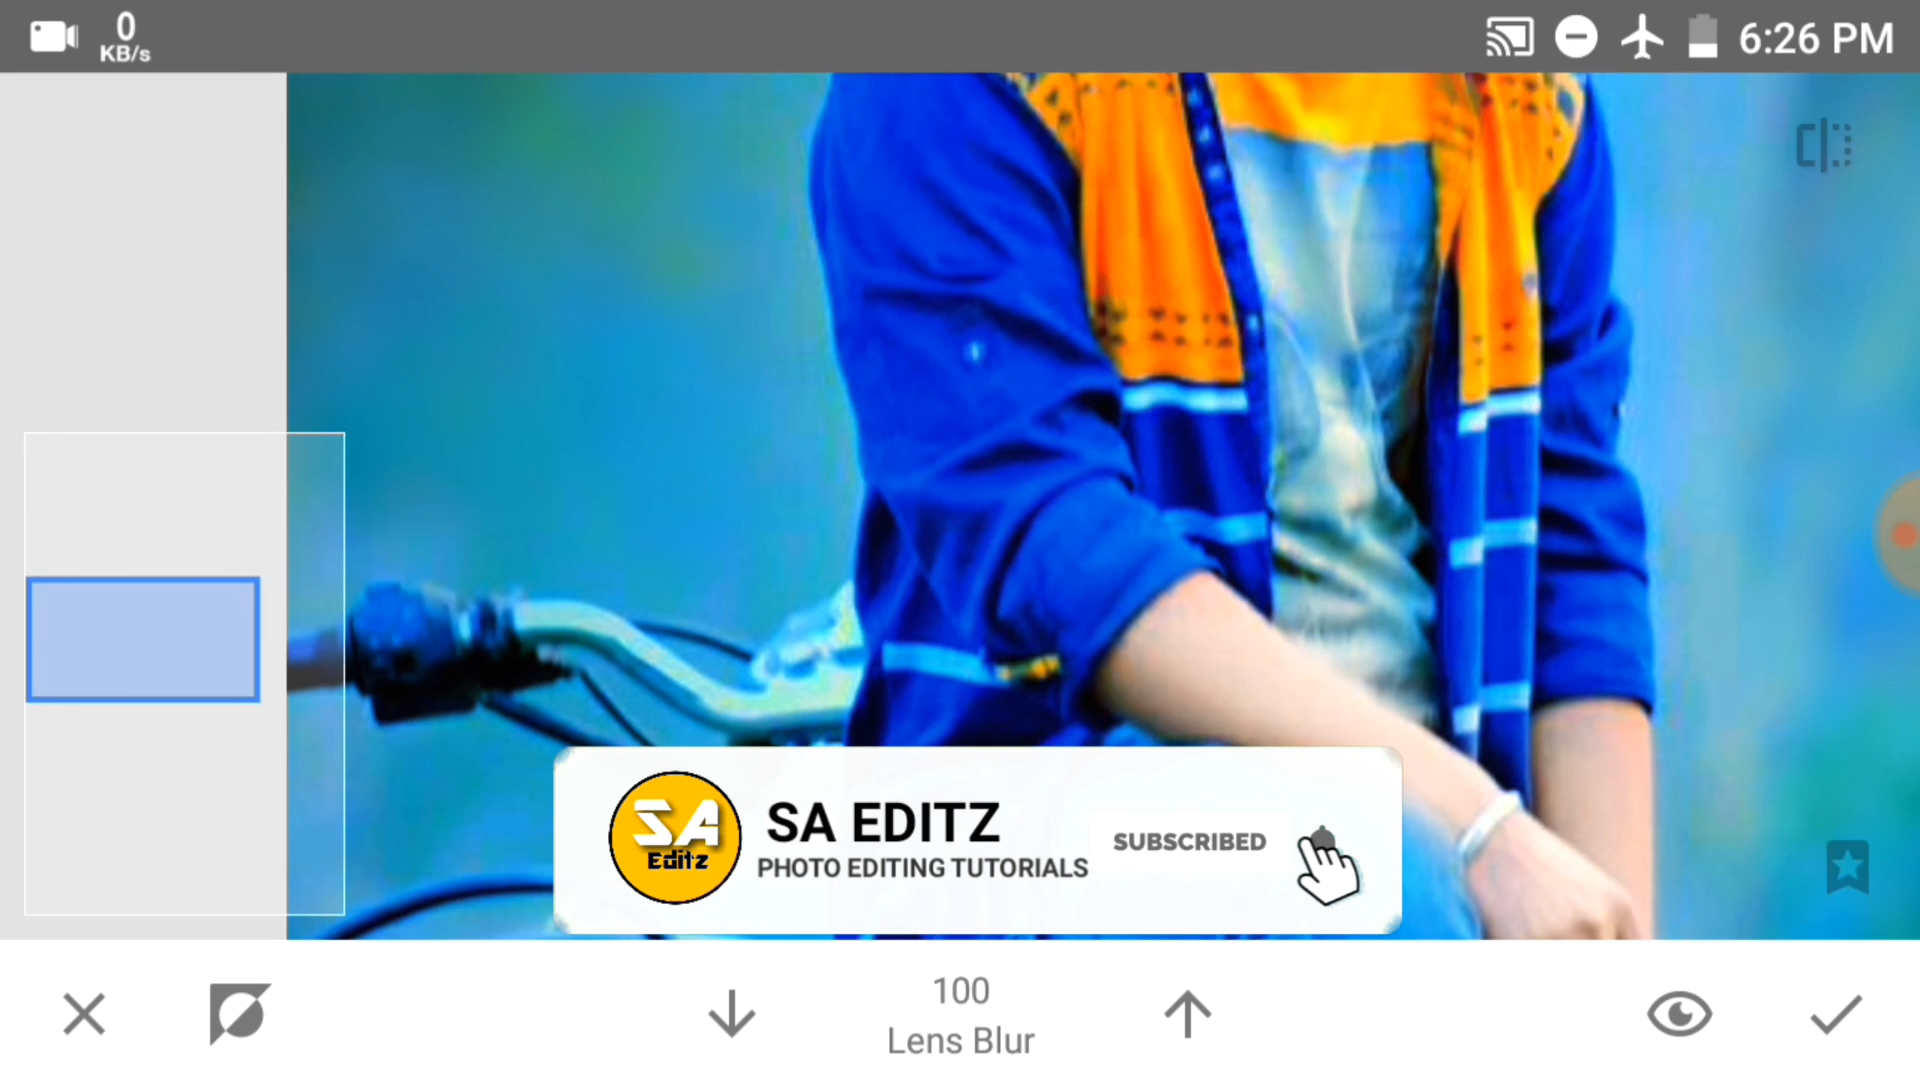 0
KB/s
6:26 PM
SA
Editz
SA EDITZ
PHOTO EDITING TUTORIALS
SUBSCRIBED
100
Lens Blur